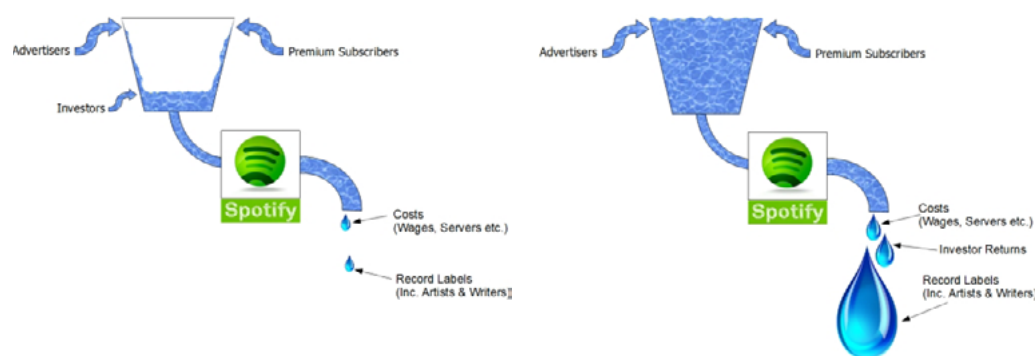 Advertisers
Premium Subscribers
Investors
Spotify
Costs
(Wages, Servers etc.)
Record Labels
(Inc. Artists & Writers)
Advertisers
Premium Subscribers
Spotify
Costs
(Wages, Servers etc.)
Investor Returns
Record Labels
(Inc. Artists & Writers)